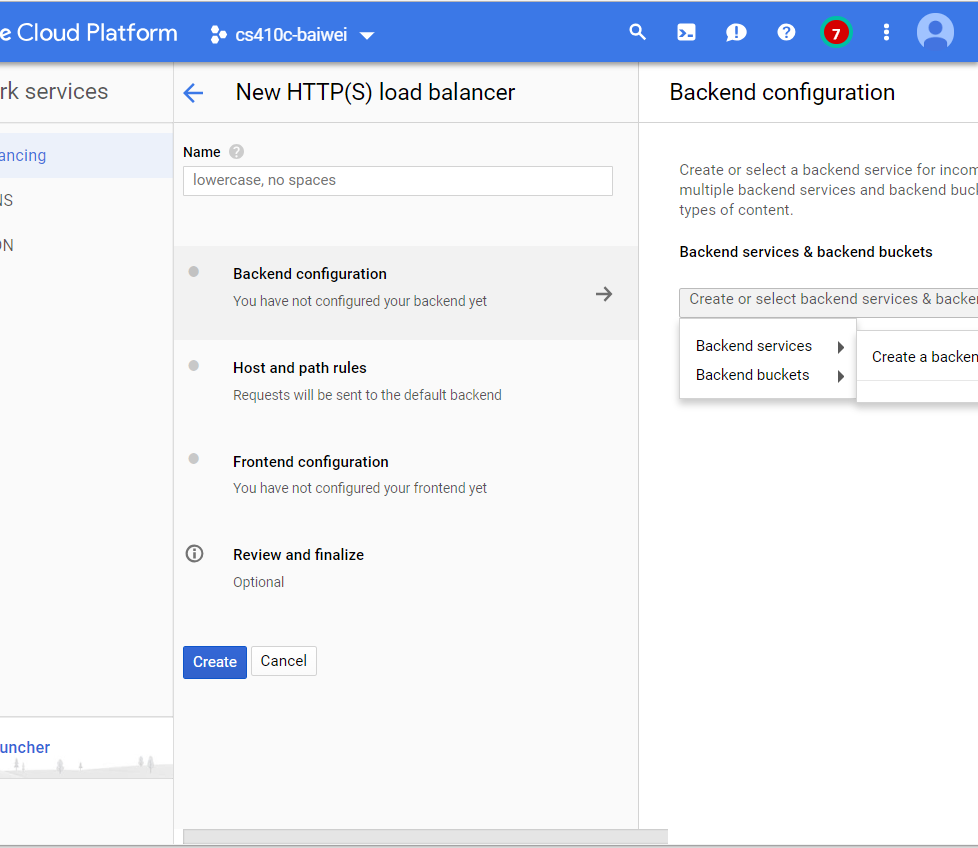 e Cloud Platform
cs410c-baiwei
7
rk services
New HTTP(S) load balancer
Backend configuration
ancing
NS
ON
Name
lowercase, no spaces
Backend configuration
You have not configured your backend yet
Host and path rules
Requests will be sent to the default backend
Frontend configuration
You have not configured your frontend yet
Review and finalize
Optional
Create
Cancel
uncher
Create or select a backend service for incom
multiple backend services and backend buck
types of content.
Backend services & backend buckets
Create or select backend services & backen
Backend services
Backend buckets
Create a backen